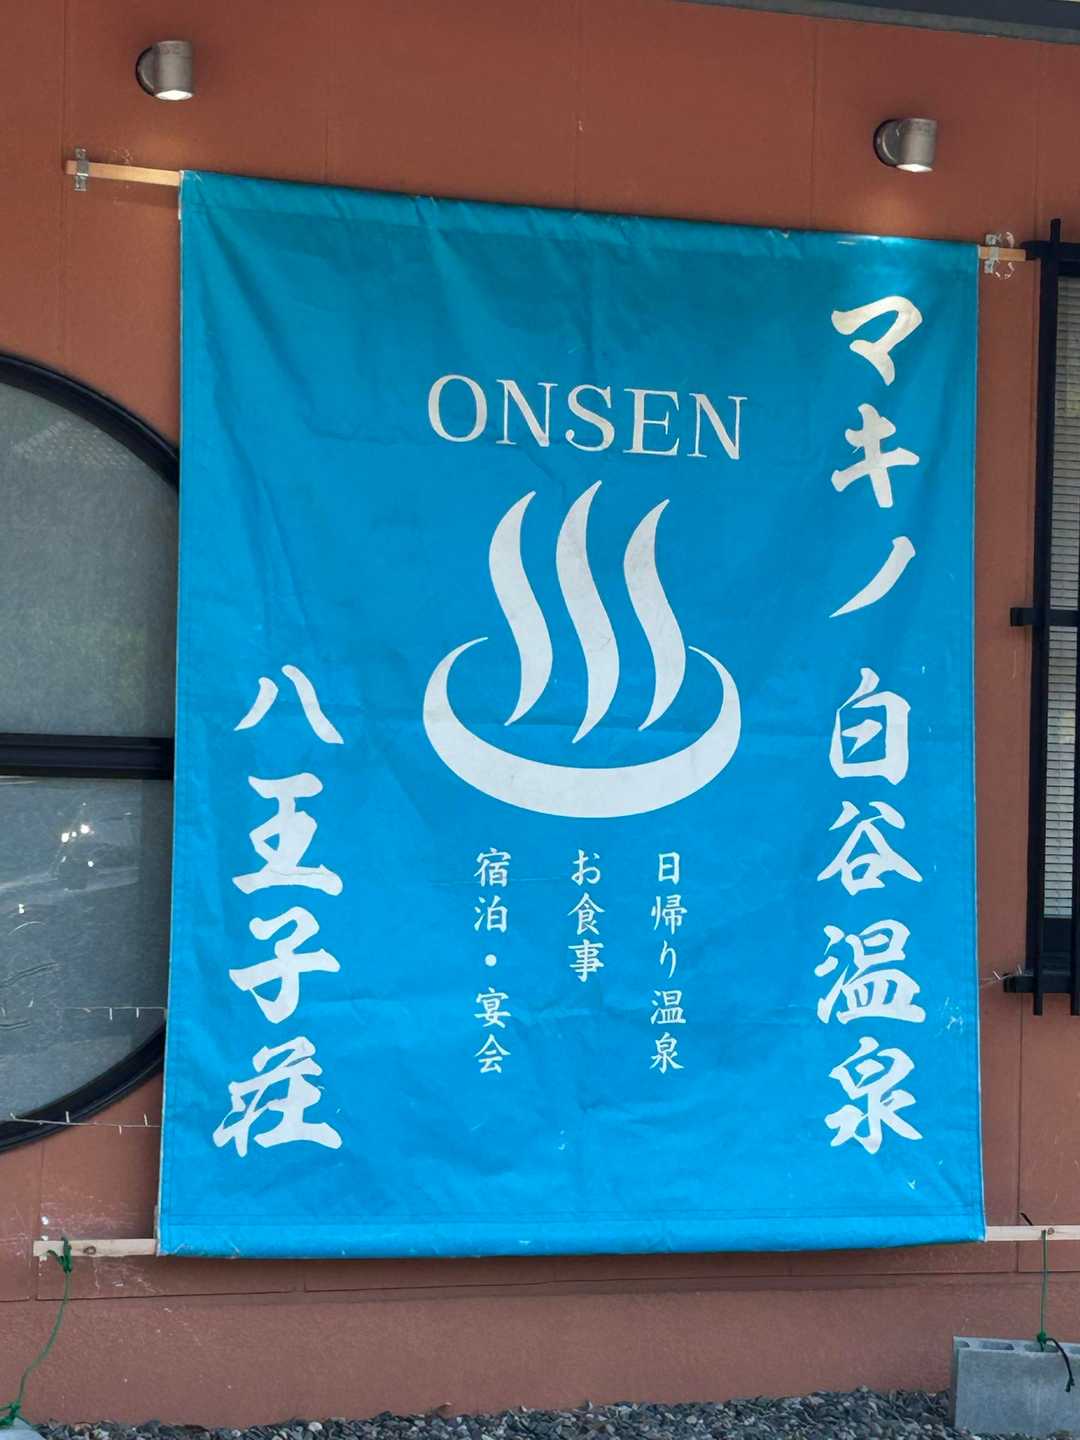 マキノ白谷温泉
ONSEN
日帰り温泉
お食事
宿泊・宴会
八王子荘